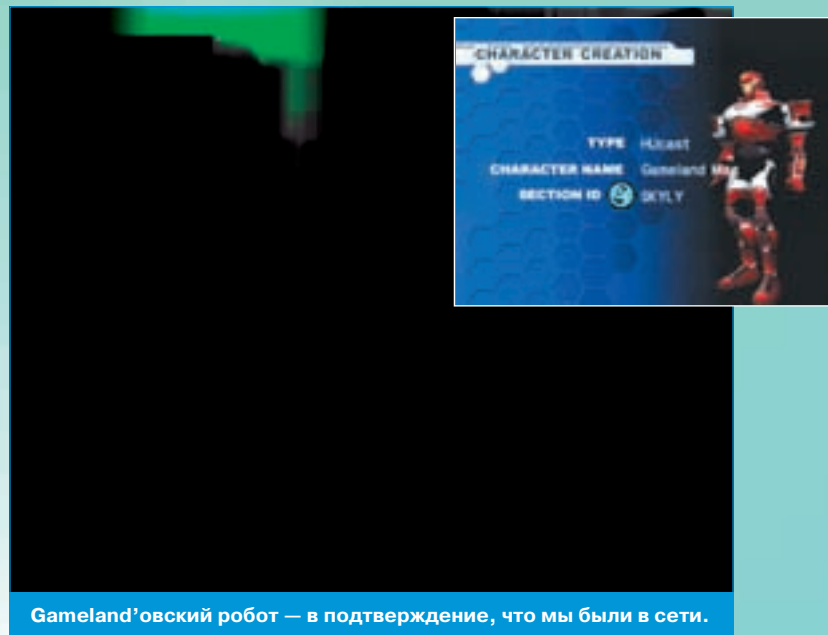 CHARACTER CREATION
TYPE HUcast
CHARACTER NAME Gameland
SECTION ID SKYLY
Gameland’овский робот — в подтверждение, что мы были в сети.